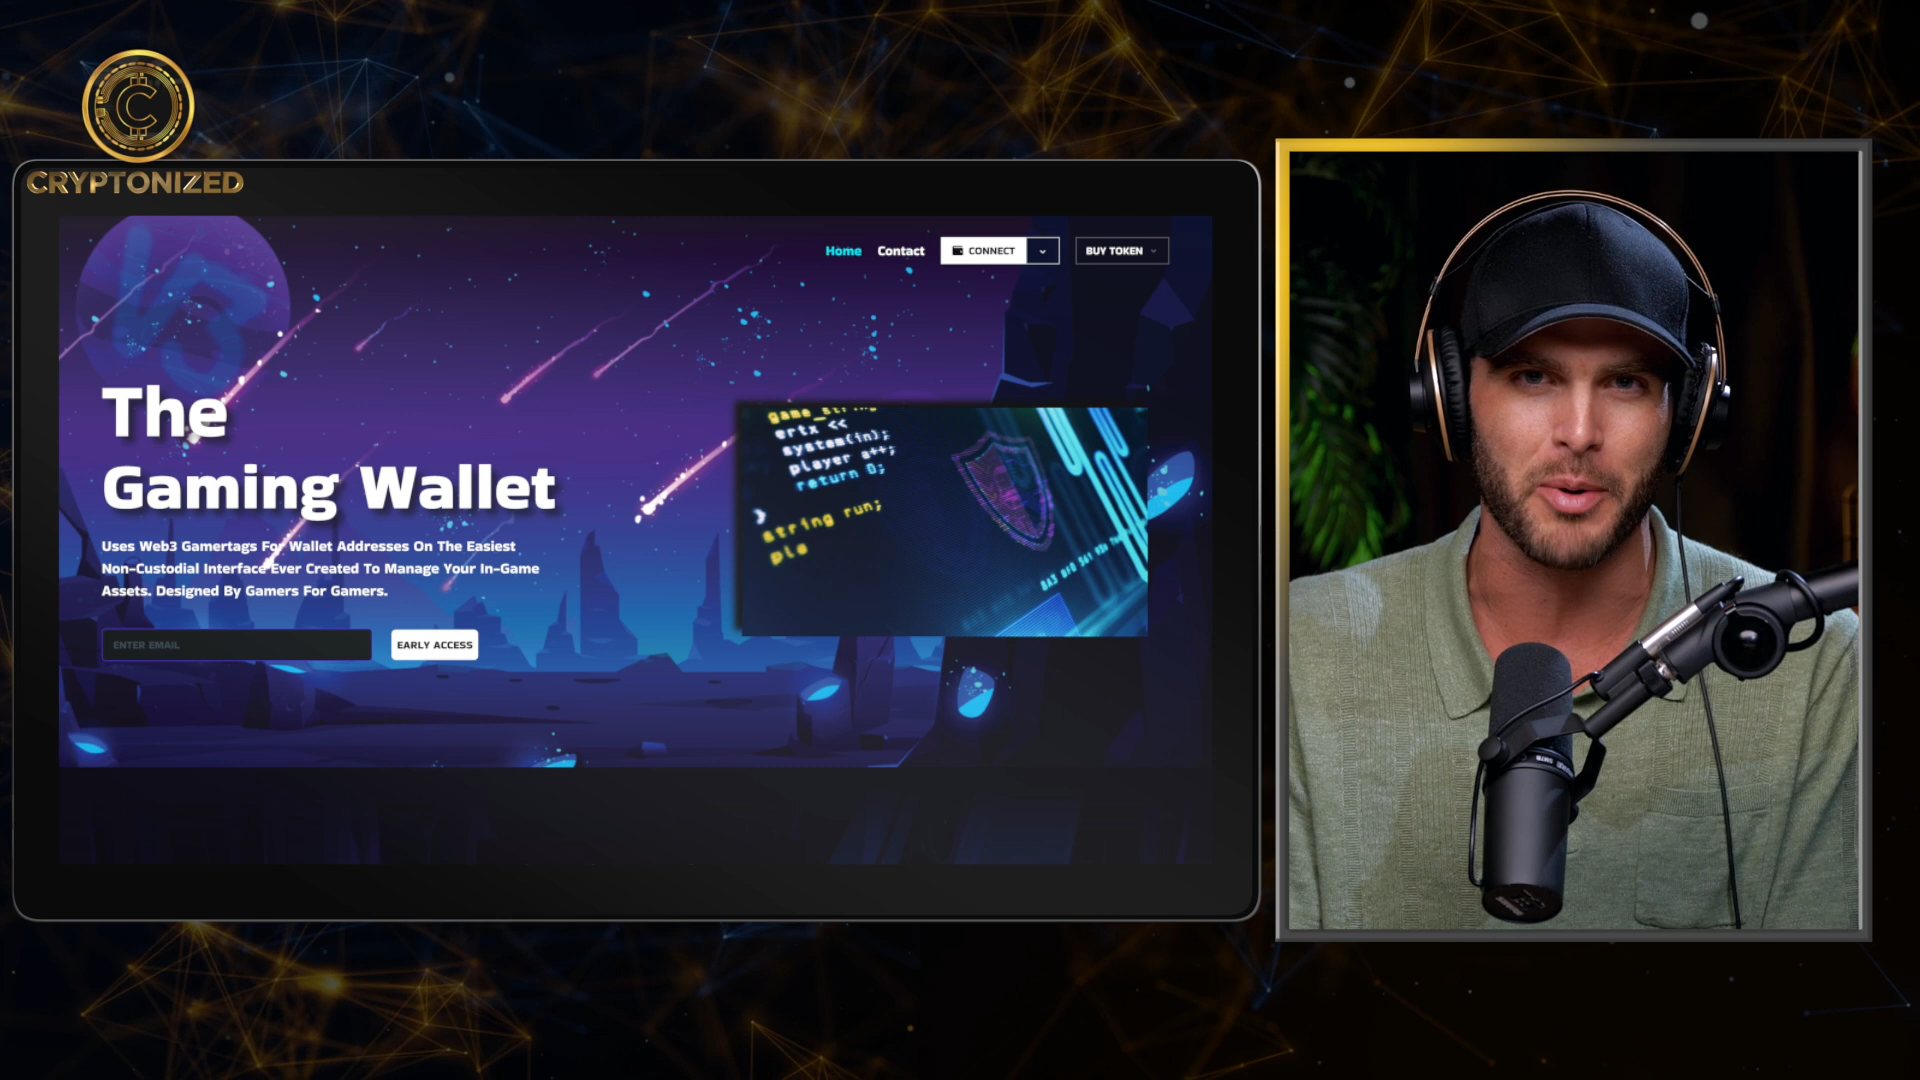 CRYPTONIZED
Home
Contact
CONNECT
BUY TOKEN
The
Gaming Wallet
Uses Web3 Gamertags For Wallet Addresses On The Easiest
Non-Custodial Interface Ever Created To Manage Your In-Game
Assets. Designed By Gamers For Gamers.
ENTER EMAIL
EARLY ACCESS
system(in);
player a++;
return 0;
string run;